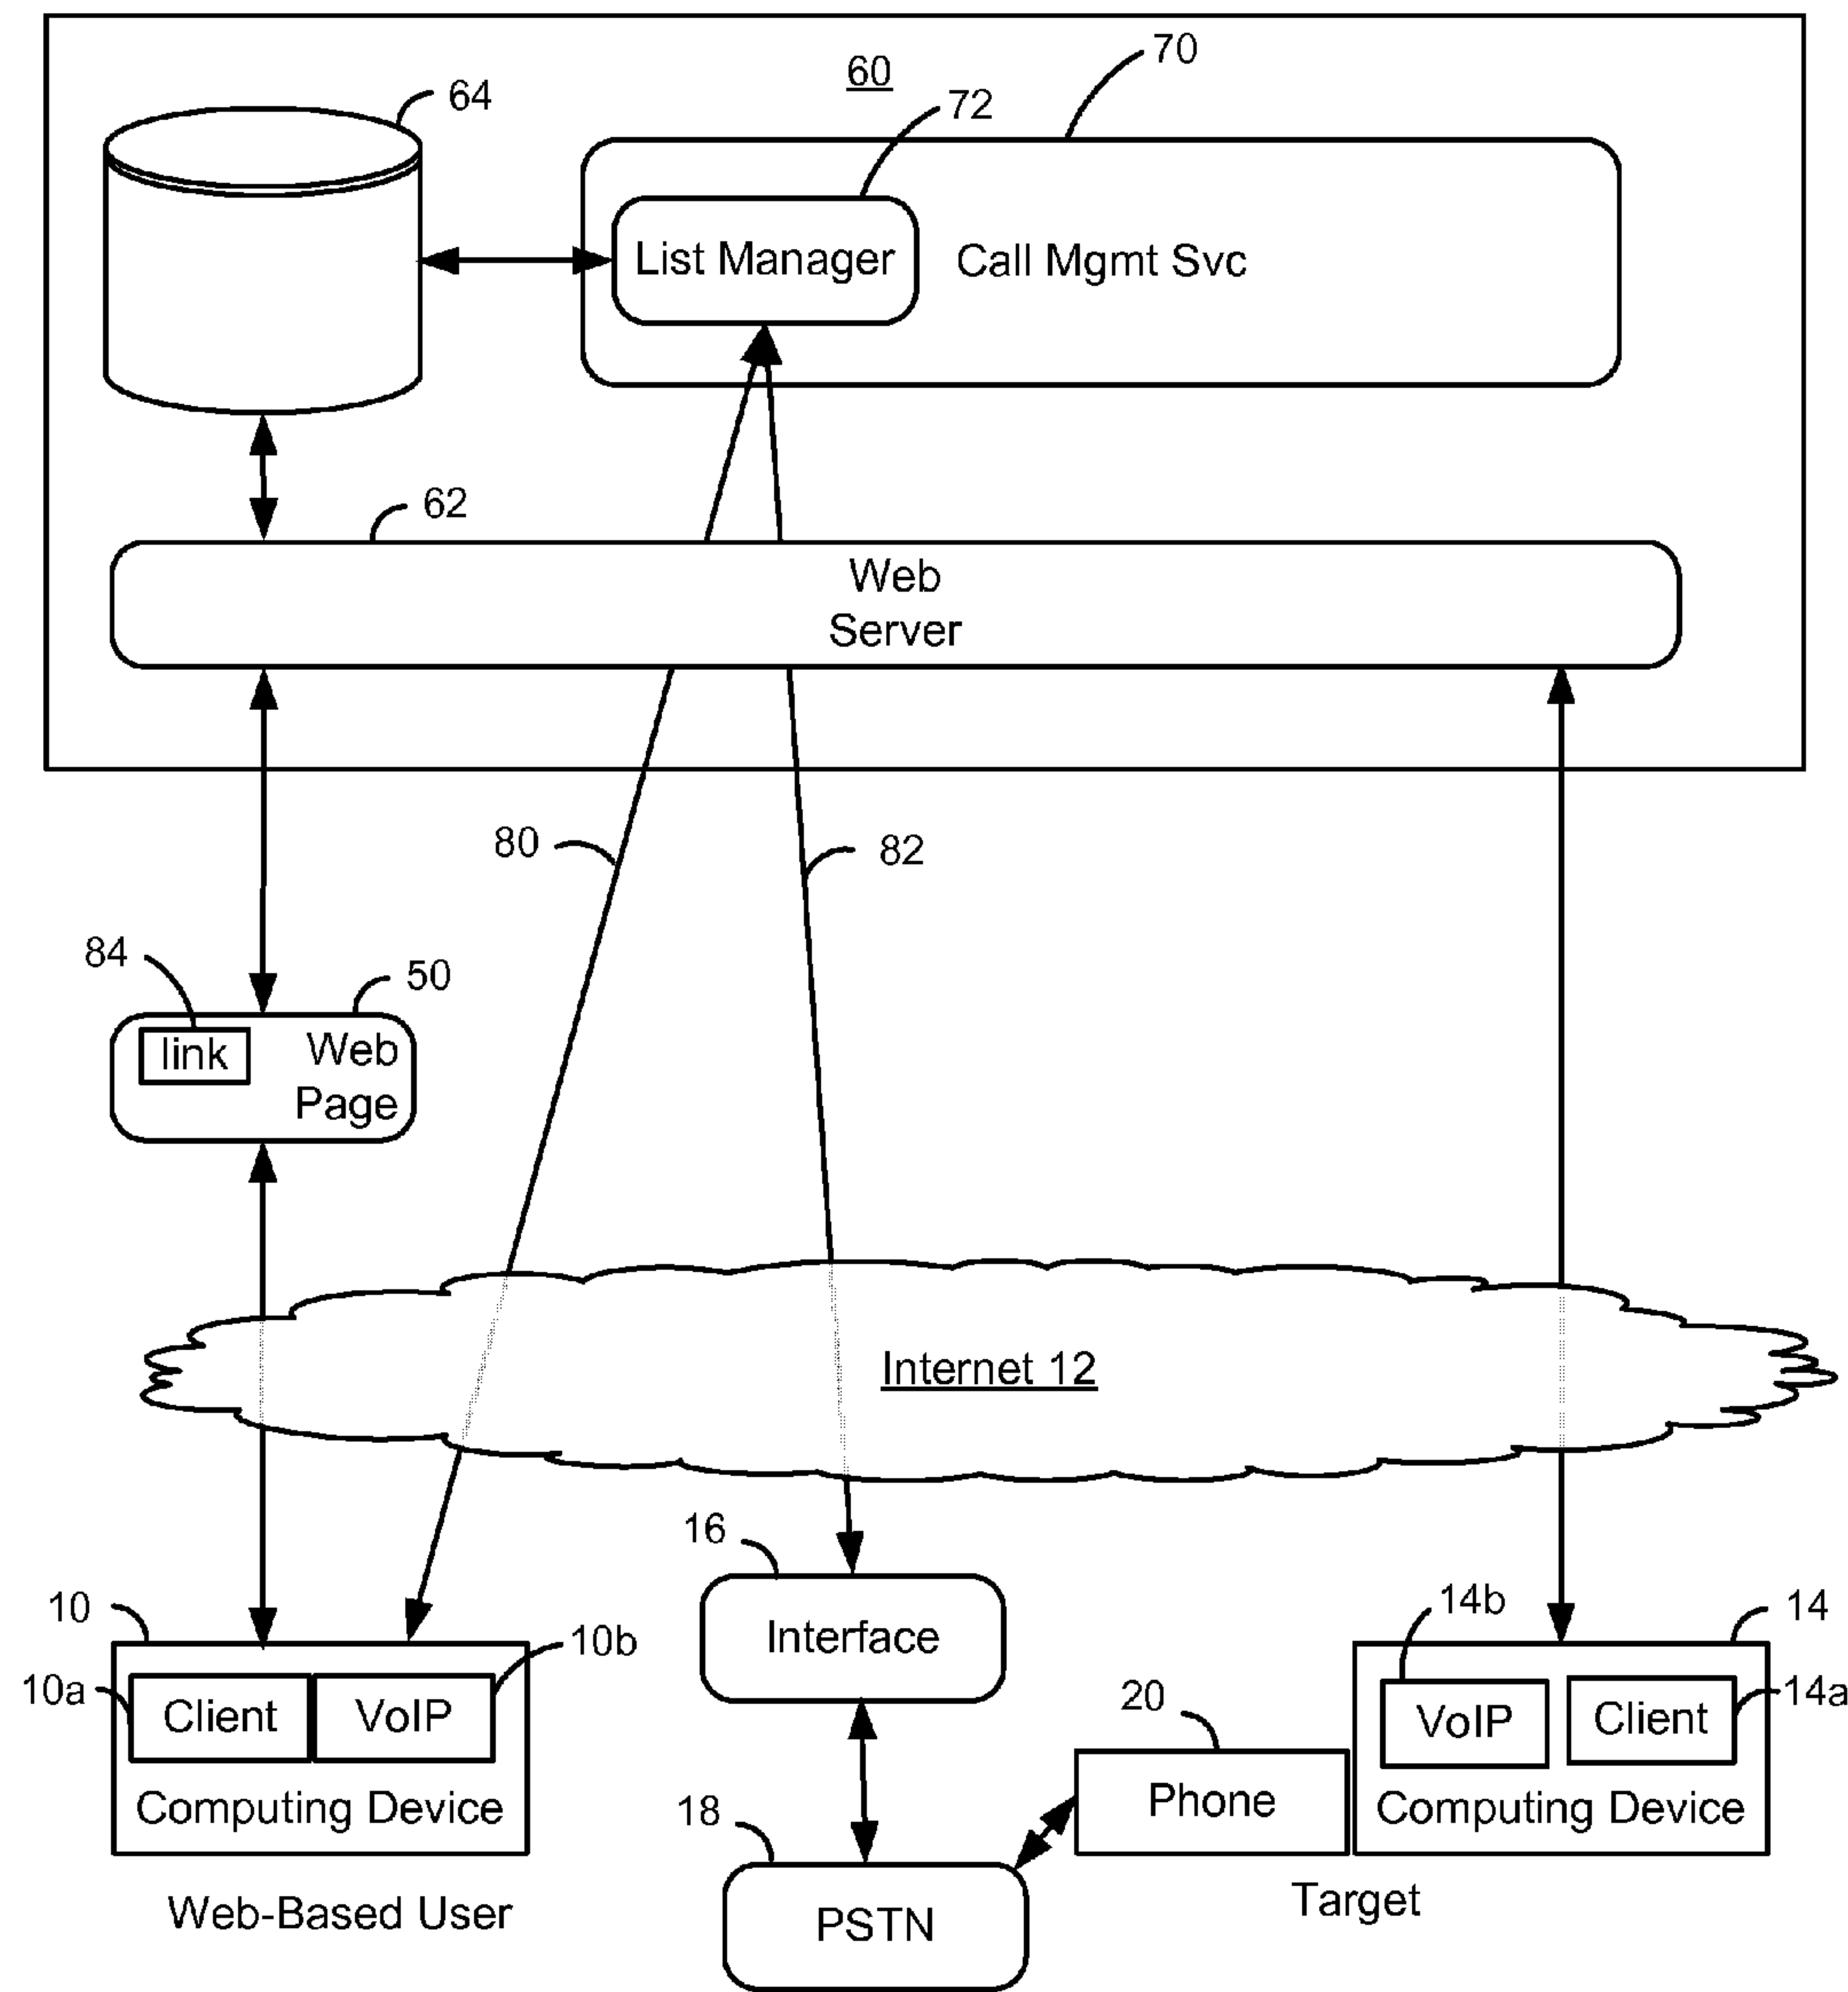 70
60
64
72
List Manager
Call Mgmt Svc
62
Web
Server
80
82
84
50
link
Web
Page
Internet 12
16
10
10b
Interface
14b
14
10a
Client
VoIP
20
VoIP
Client
14a
Computing Device
18
Phone
Computing Device
Web-Based User
PSTN
Target